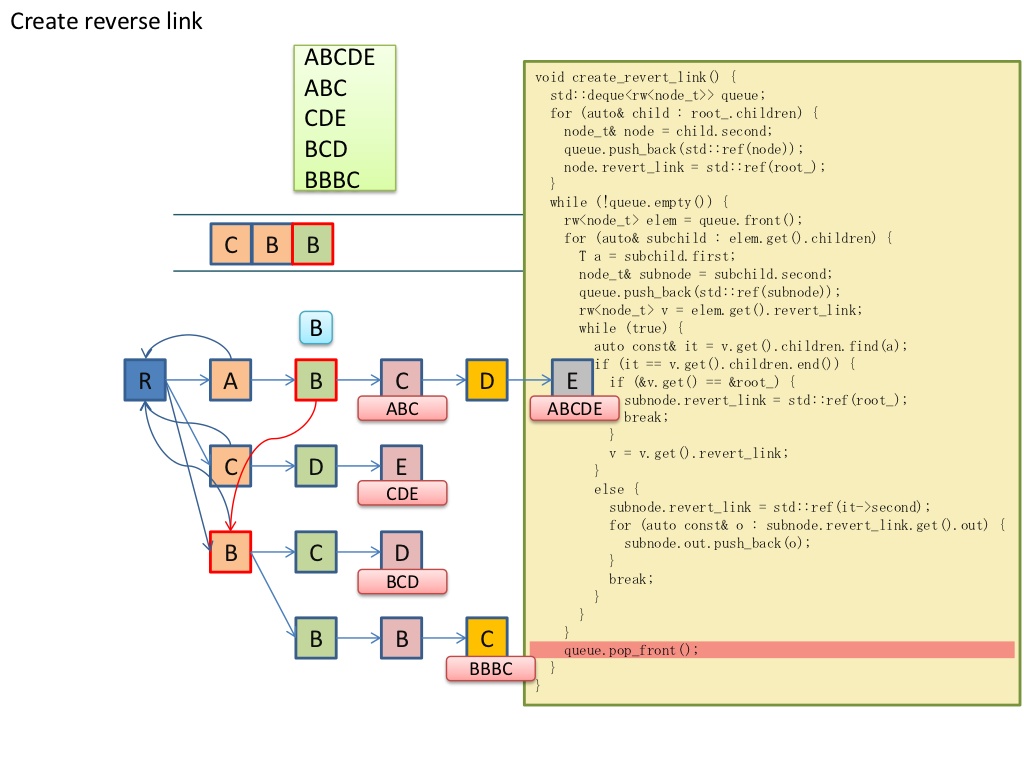 Create reverse link
ABCDE
ABC
CDE
BCD
BBBC
C B B
B
R A B C D E
ABC ABCDE
C D E
CDE
B C D
BCD
B B C
BBBC
void create_revert_link() {
std::deque<rw<node_t>> queue;
for (auto& child : root_.children) {
node_t& node = child.second;
queue.push_back(std::ref(node));
node.revert_link = std::ref(root_);
}
while (!queue.empty()) {
rw<node_t> elem = queue.front();
for (auto& subchild : elem.get().children) {
T a = subchild.first;
node_t& subnode = subchild.second;
queue.push_back(std::ref(subnode));
rw<node_t> v = elem.get().revert_link;
while (true) {
auto const& it = v.get().children.find(a);
if (it == v.get().children.end()) {
if (&v.get() == &root_) {
subnode.revert_link = std::ref(root_);
break;
}
v = v.get().revert_link;
}
else {
subnode.revert_link = std::ref(it->second);
for (auto const& o : subnode.revert_link.get().out) {
subnode.out.push_back(o);
}
break;
}
}
}
queue.pop_front();
}
}